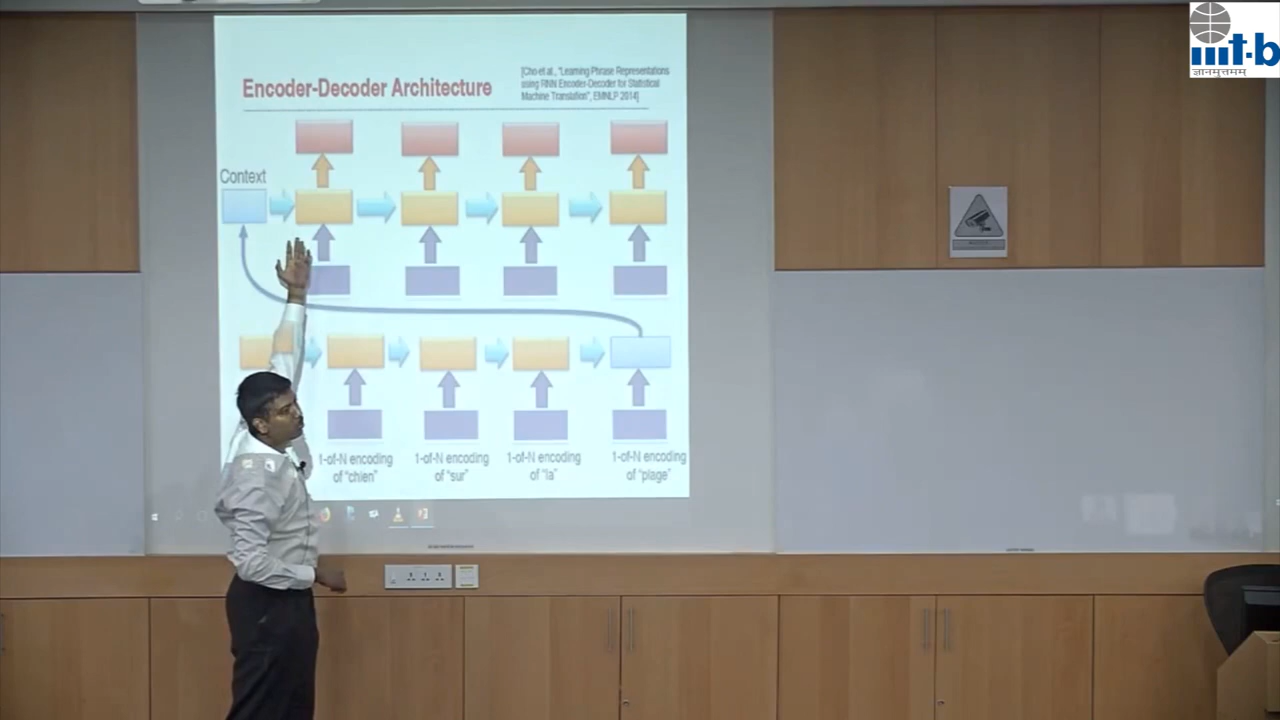 iiit-b
ज्ञानमुत्तमम्
Encoder-Decoder Architecture
[Cho et al., "Learning Phrase Representations
using RNN Encoder-Decoder for Statistical
Machine Translation", EMNLP 2014]
Context
1-of-N encoding
of "chien"
1-of-N encoding
of "sur"
1-of-N encoding
of "la"
1-of-N encoding
of "plage"